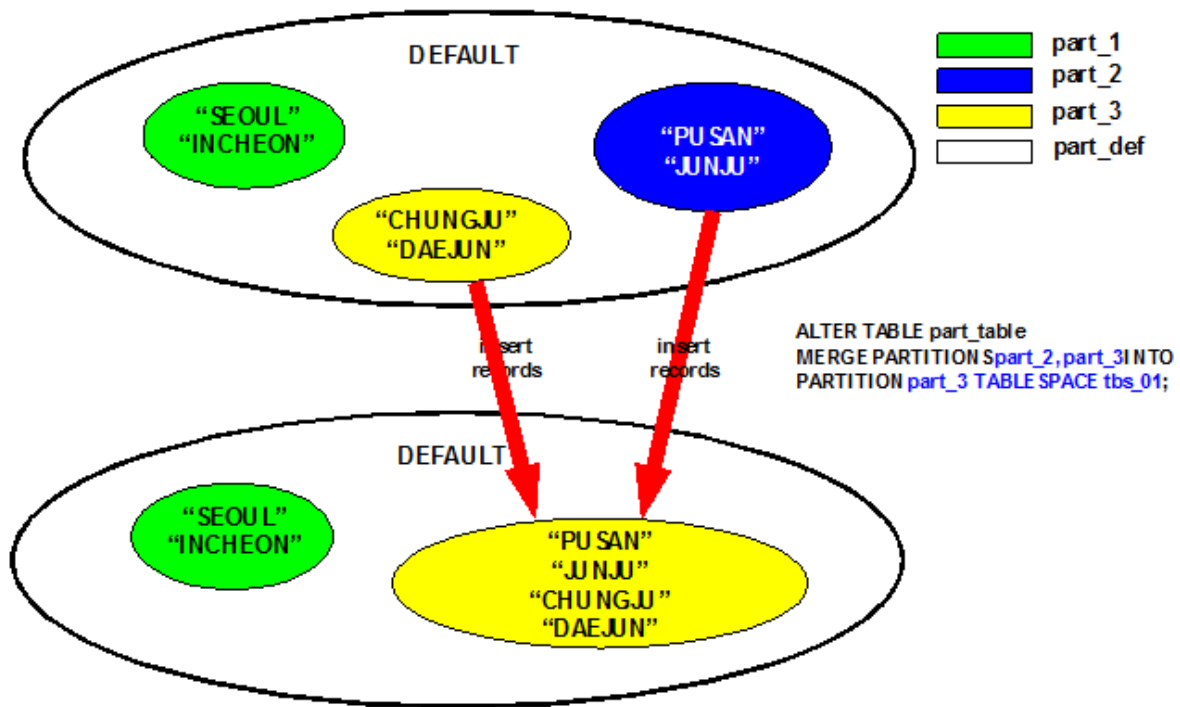 DEFAULT
“SEOUL”
“INCHEON”
“PUSAN”
“JUNJU”
“CHUNGJU”
“DAEJUN”
part_1
part_2
part_3
part_def
insert
records
insert
records
ALTER TABLE part_table
MERGE PARTITIONS part_2, part_3 INTO
PARTITION part_3 TABLESPACE tbs_01;
DEFAULT
“SEOUL”
“INCHEON”
“PUSAN”
“JUNJU”
“CHUNGJU”
“DAEJUN”